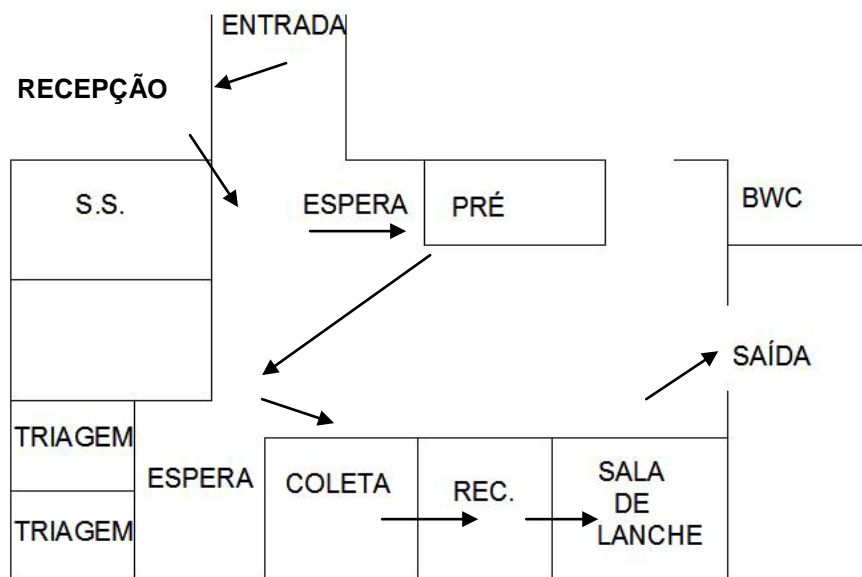 ENTRADA
RECEPÇÃO
S.S.
ESPERA
PRÉ
BWC
SAÍDA
TRIAGEM
ESPERA
COLETA
REC.
SALA
DE
LANCHE
TRIAGEM